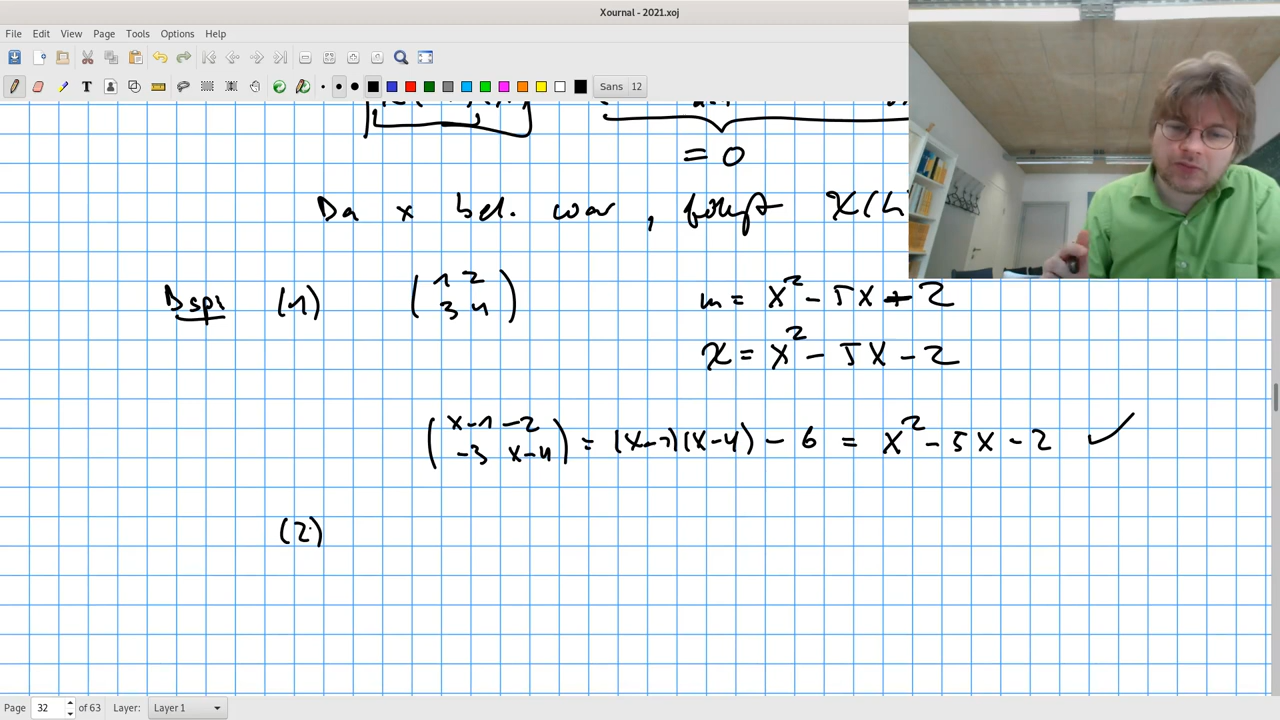 Xournal - 2021.xoj
File Edit View Page Tools Options Help
T Sans 12
= 0
Da x bel. war, folgt χ(h
Bspi (1) (1 2 3 4) m = X² - 5X + 2
χ = X² - 5X - 2
(X-1 -2 -3 X-4) = (X-1)(X-4) - 6 = X² - 5X - 2 ✓
(2)
Page 32 of 63 Layer: Layer 1